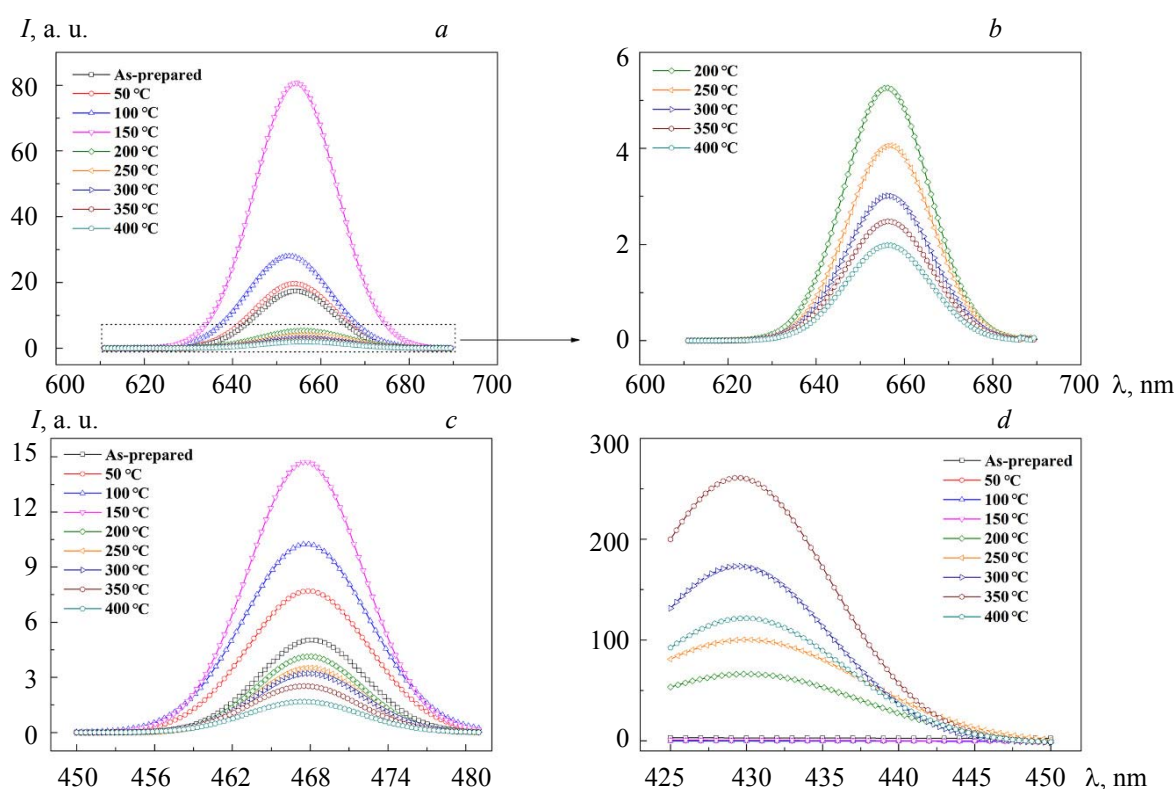 I, a. u.
a
80
60
40
20
0
As-prepared
50 °C
100 °C
150 °C
200 °C
250 °C
300 °C
350 °C
400 °C
600 620 640 660 680 700
b
6
4
2
0
200 °C
250 °C
300 °C
350 °C
400 °C
600 620 640 660 680 700 λ, nm
I, a. u.
c
15
12
9
6
3
0
As-prepared
50 °C
100 °C
150 °C
200 °C
250 °C
300 °C
350 °C
400 °C
450 456 462 468 474 480
d
300
200
100
0
As-prepared
50 °C
100 °C
150 °C
200 °C
250 °C
300 °C
350 °C
400 °C
425 430 435 440 445 450 λ, nm